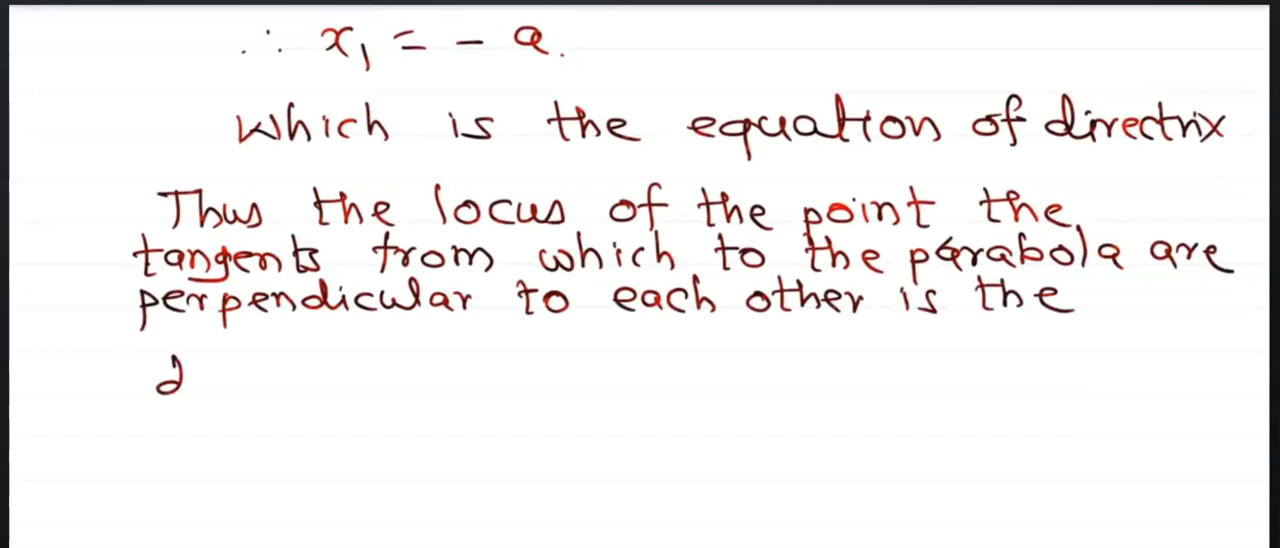 ∴ x₁ = - a.
which is the equation of directrix
Thus the locus of the point the
tangents from which to the parabola are
perpendicular to each other is the
d